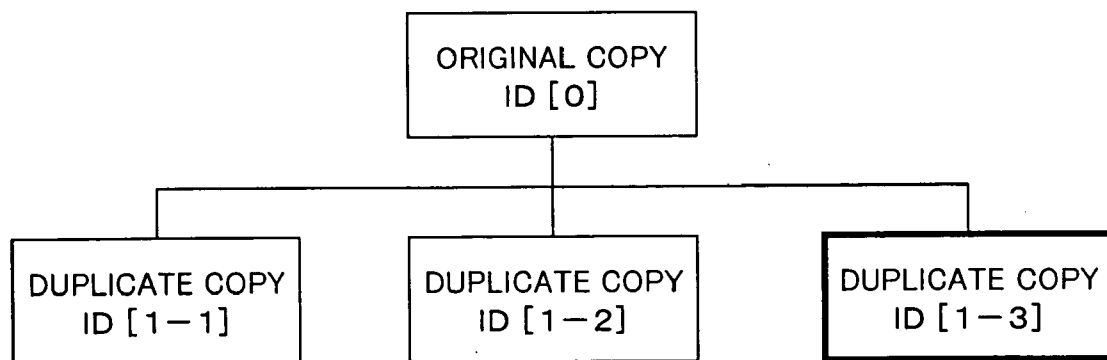 ORIGINAL COPY
ID [0]
DUPLICATE COPY
ID [1-1]
DUPLICATE COPY
ID [1-2]
DUPLICATE COPY
ID [1-3]